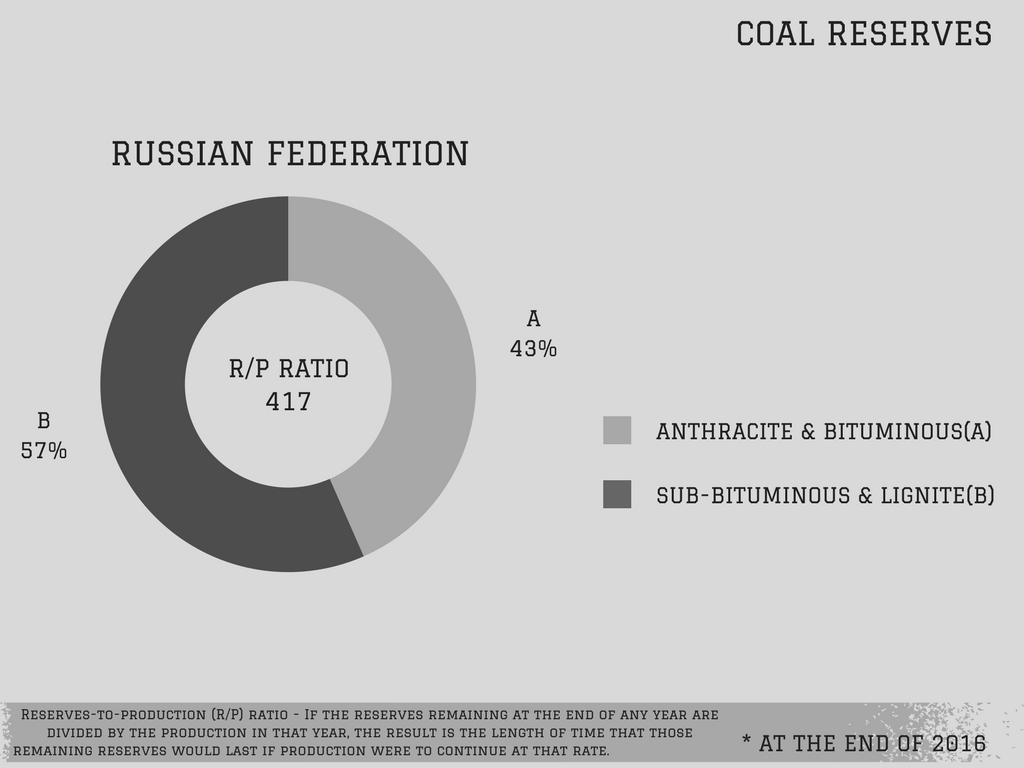 COAL RESERVES
RUSSIAN FEDERATION
A
43%
R/P RATIO
417
B
57%
ANTHRACITE & BITUMINOUS(A)
SUB-BITUMINOUS & LIGNITE(B)
Reserves-to-production (R/P) ratio - If the reserves remaining at the end of any year are
divided by the production in that year, the result is the length of time that those
remaining reserves would last if production were to continue at that rate.
* AT THE END OF 2016